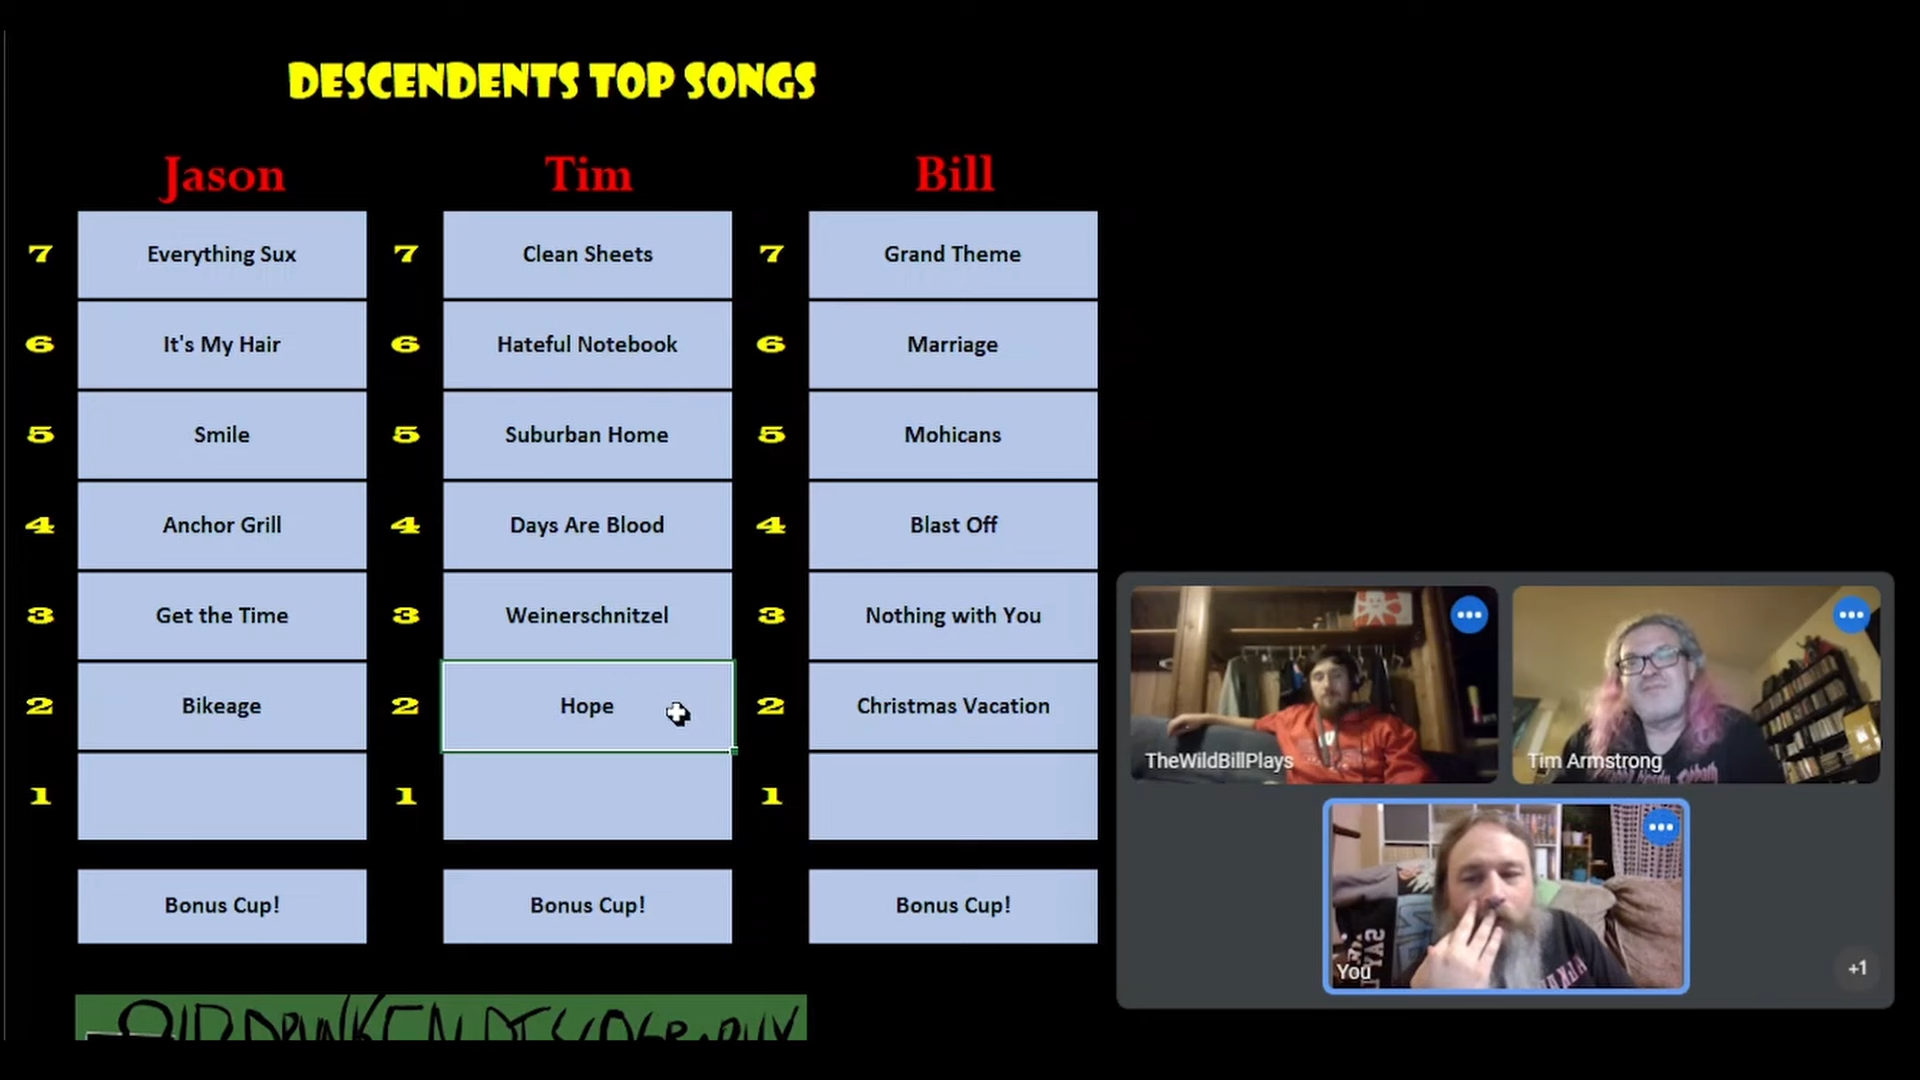 DESCENDENTS TOP SONGS
Jason Tim Bill
7 Everything Sux 7 Clean Sheets 7 Grand Theme
6 It's My Hair 6 Hateful Notebook 6 Marriage
5 Smile 5 Suburban Home 5 Mohicans
4 Anchor Grill 4 Days Are Blood 4 Blast Off
3 Get the Time 3 Weinerschnitzel 3 Nothing with You
2 Bikeage 2 Hope 2 Christmas Vacation
1 1 1
Bonus Cup! Bonus Cup! Bonus Cup!
TheWildBillPlays
Tim Armstrong
You
+1